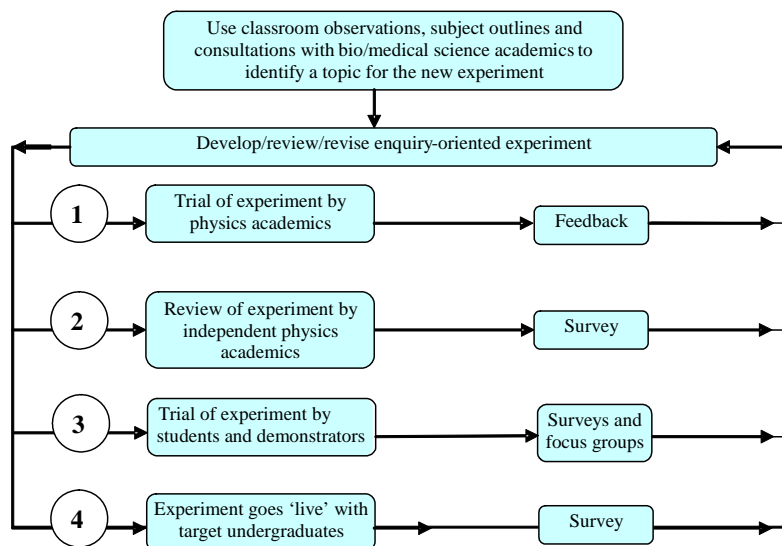 Use classroom observations, subject outlines and
consultations with bio/medical science academics to
identify a topic for the new experiment
Develop/review/revise enquiry-oriented experiment
1
Trial of experiment by
physics academics
Feedback
2
Review of experiment by
independent physics
academics
Survey
3
Trial of experiment by
students and demonstrators
Surveys and
focus groups
4
Experiment goes ‘live’ with
target undergraduates
Survey